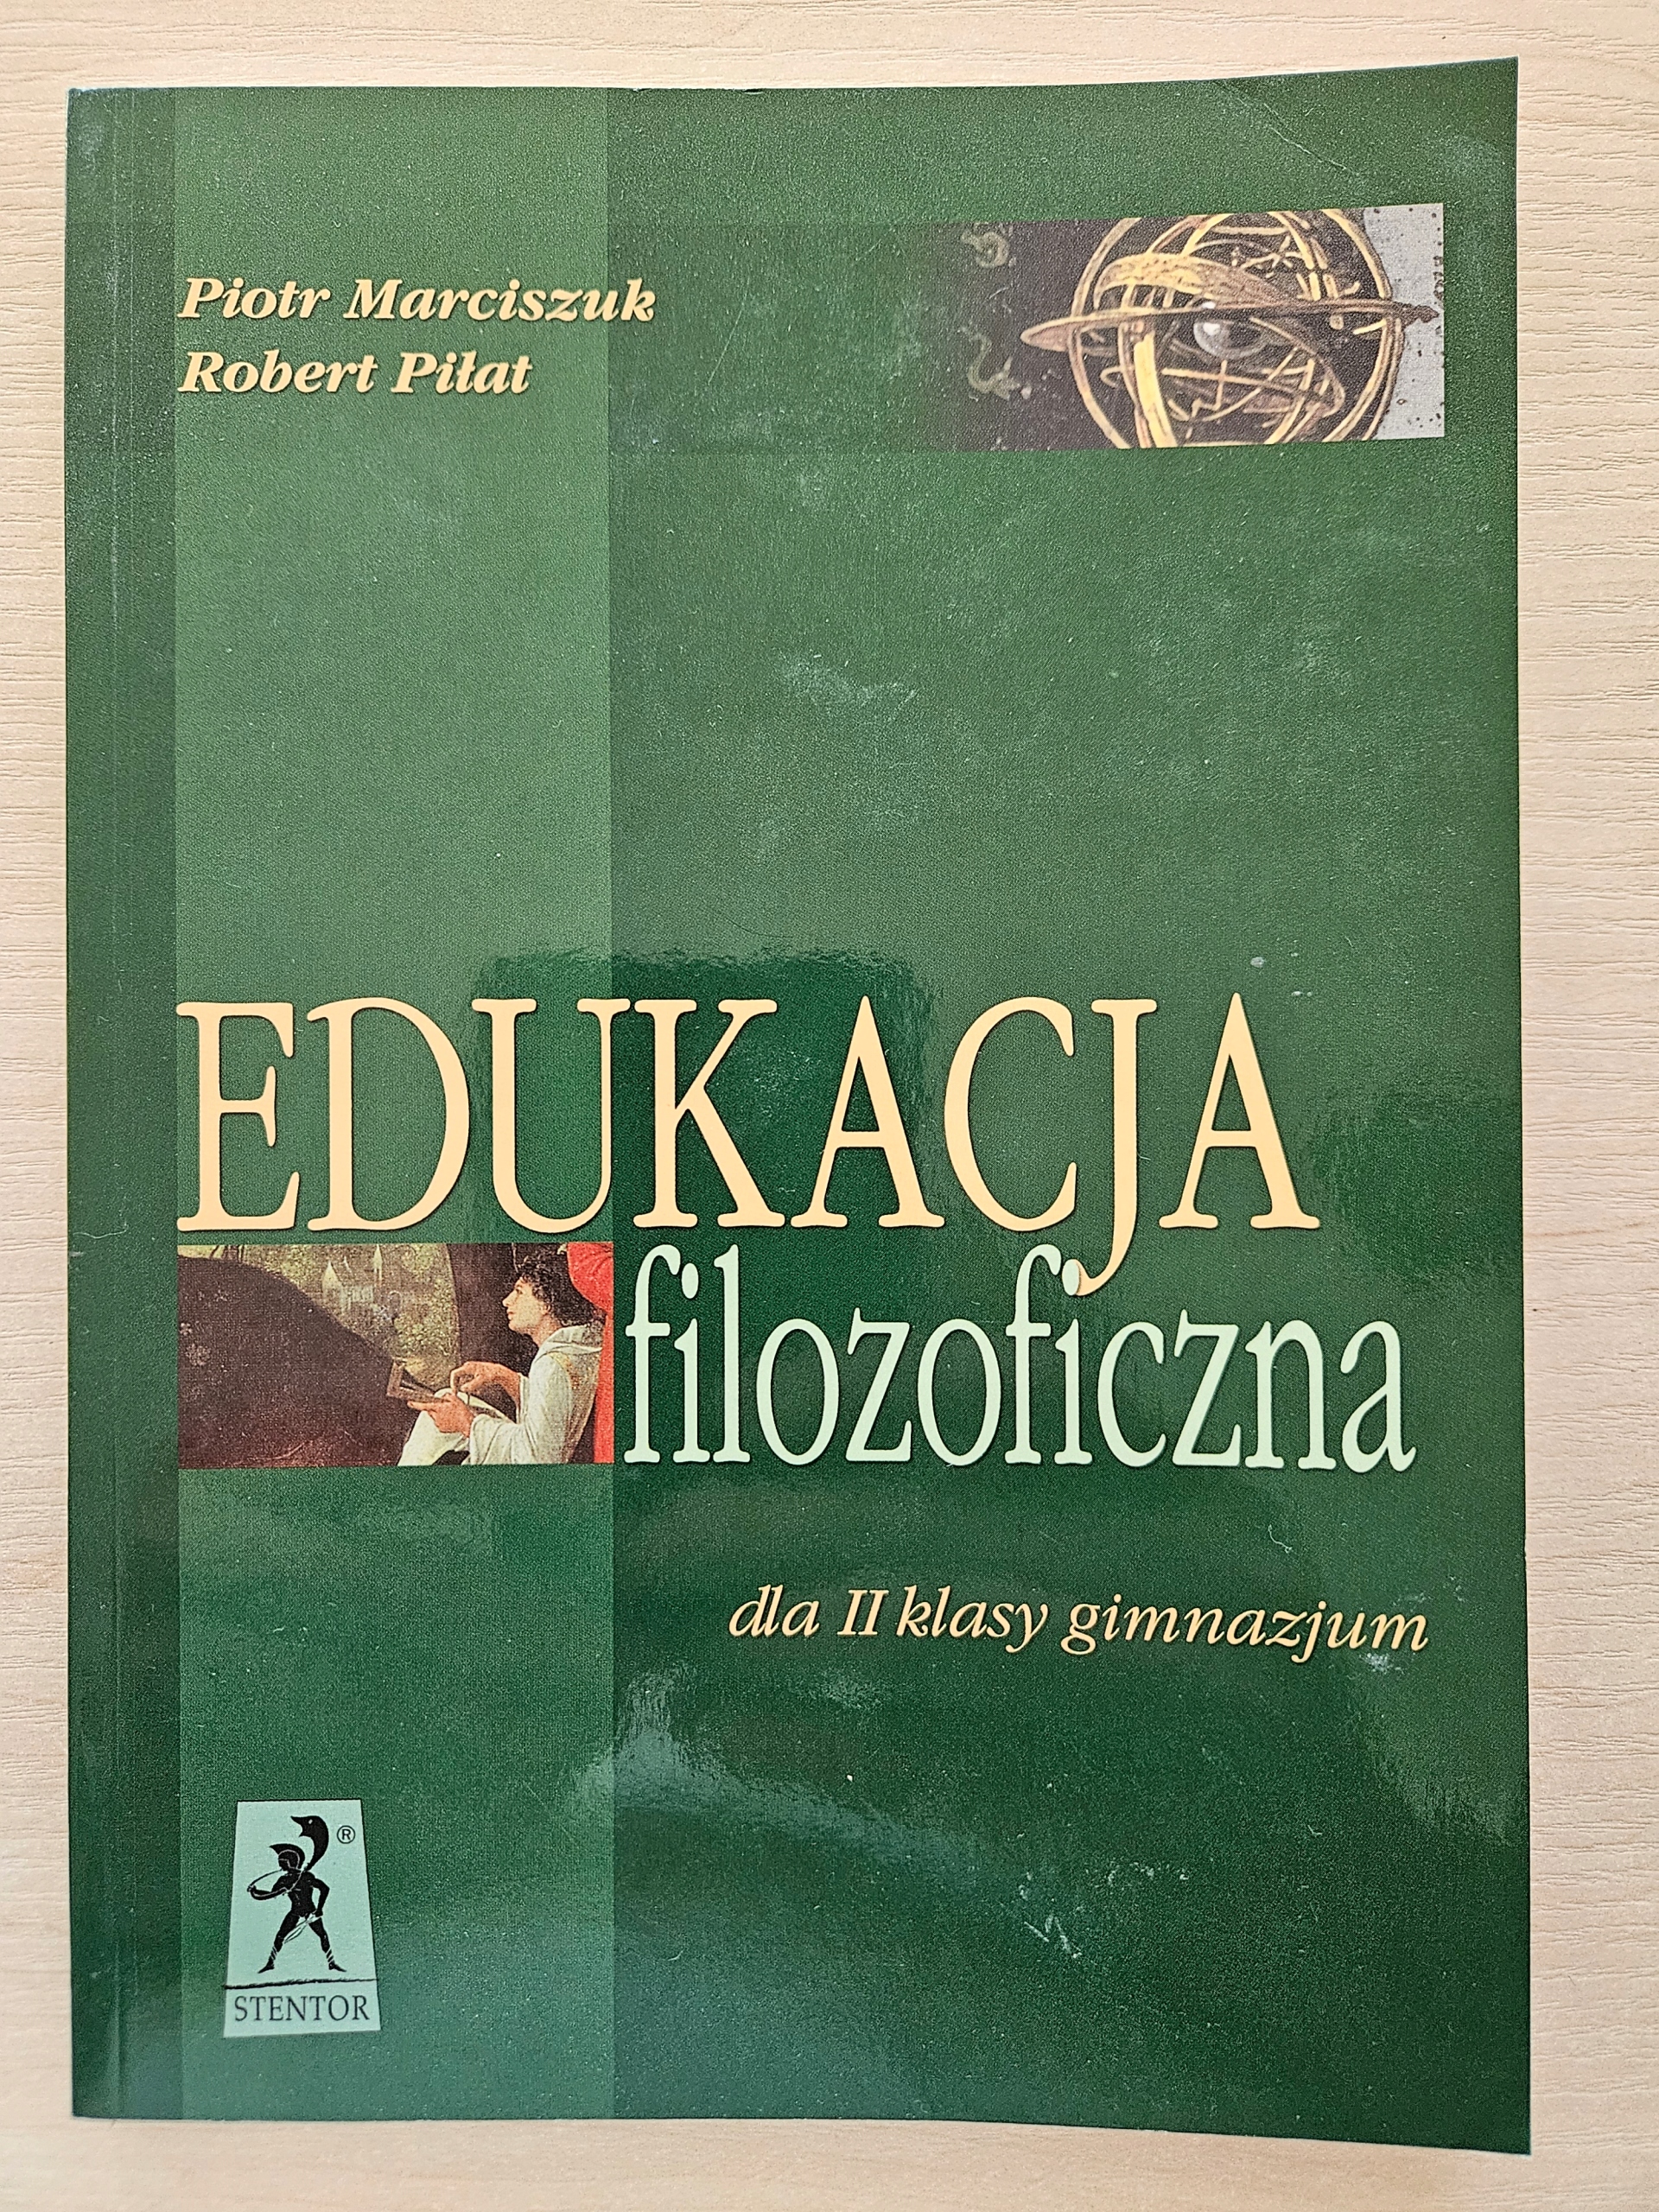 Piotr Marciszuk
Robert Piłat
EDUKACJA
filozoficzna
dla II klasy gimnazjum
®
STENTOR